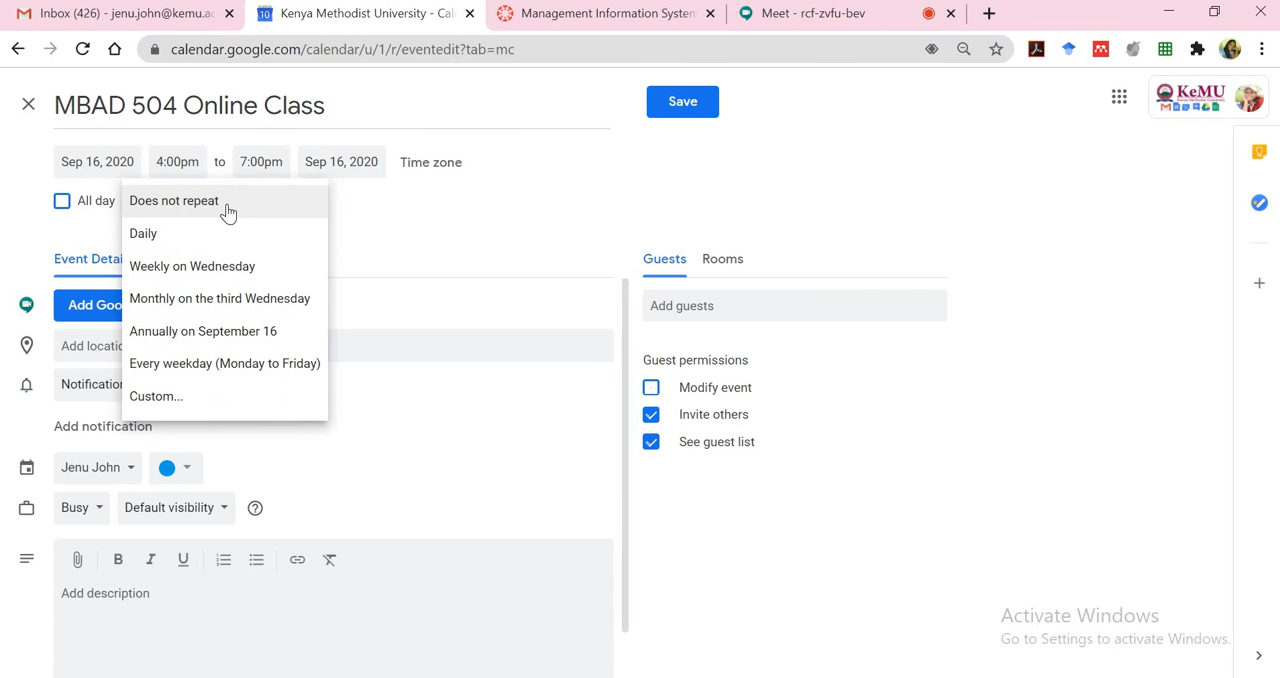 Inbox (426) - jenu.john@kemu.ac
Kenya Methodist University - Cal
Management Information System
Meet - rcf-zvfu-bev
calendar.google.com/calendar/u/1/r/eventedit?tab=mc
MBAD 504 Online Class
Save
KeMU
Sep 16, 2020 4:00pm to 7:00pm Sep 16, 2020 Time zone
All day
Does not repeat
Daily
Weekly on Wednesday
Monthly on the third Wednesday
Annually on September 16
Every weekday (Monday to Friday)
Custom...
Event Detai
Add Goo
Add locatic
Notification
Add notification
Jenu John
Busy Default visibility
B I U
Add description
Guests Rooms
Add guests
Guest permissions
Modify event
Invite others
See guest list
Activate Windows
Go to Settings to activate Windows.